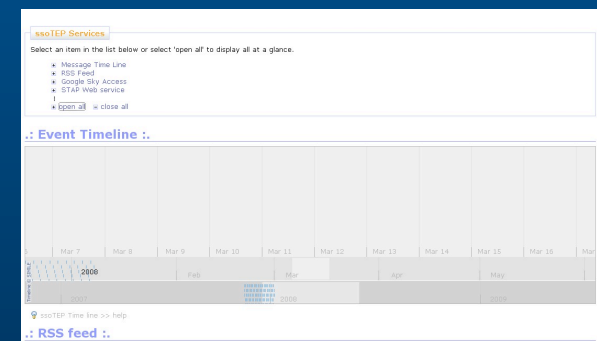 ssoTEP Services
Select an item in the list below or select 'open all' to display all at a glance.
Message Time Line
RSS Feed
Google Sky Access
STAP Web service
|
open all close all
.: Event Timeline :.
Mar 7 Mar 8 Mar 9 Mar 10 Mar 11 Mar 12 Mar 13 Mar 14 Mar 15 Mar 16 Mar
2008 Feb Mar Apr May
2007 2008 2009
ssoTEP Time line >> help
.: RSS feed :.